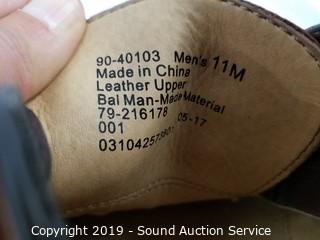 90-40103 Men's 11M
Made in China
Leather Upper
Bal Man-Made Material
79-216178 05-17
001
Copyright 2019 - Sound Auction Service